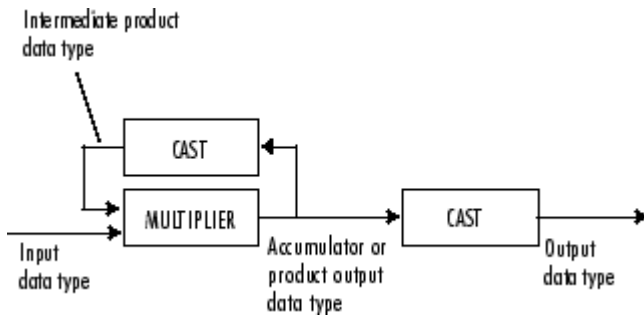 Intermediate product
data type
CAST
MULTIPLIER
CAST
Input
data type
Accumulator or
product output
data type
Output
data type